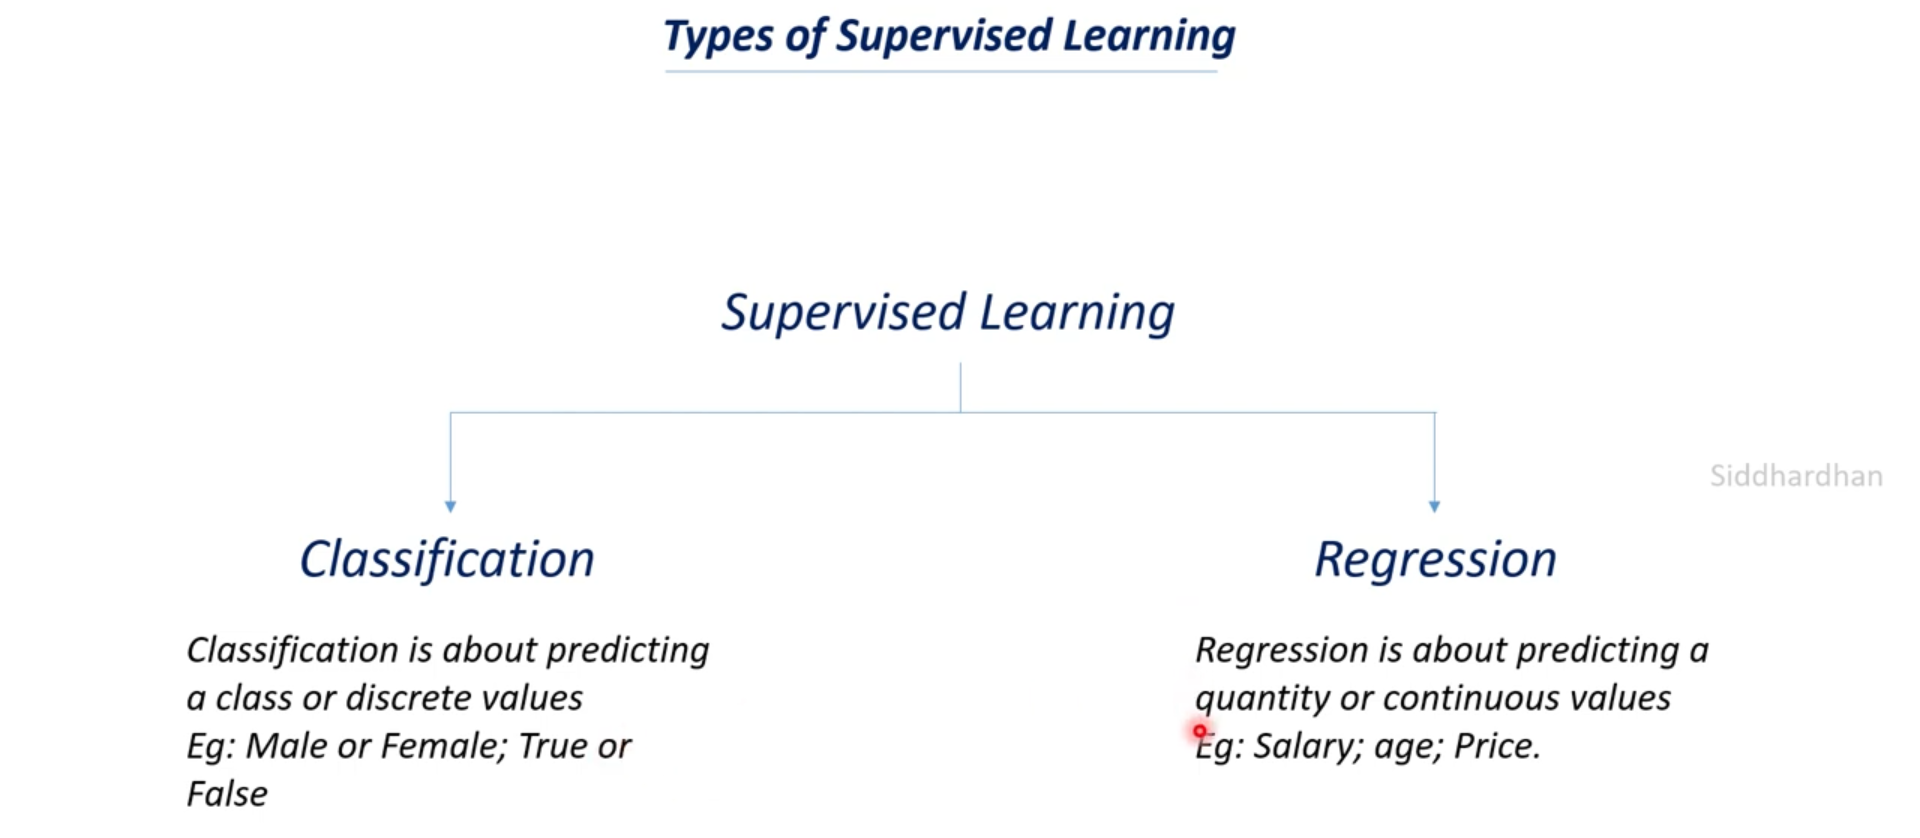 Types of Supervised Learning
Supervised Learning
Siddhardhan
Classification
Classification is about predicting
a class or discrete values
Eg: Male or Female; True or
False
Regression
Regression is about predicting a
quantity or continuous values
Eg: Salary; age; Price.